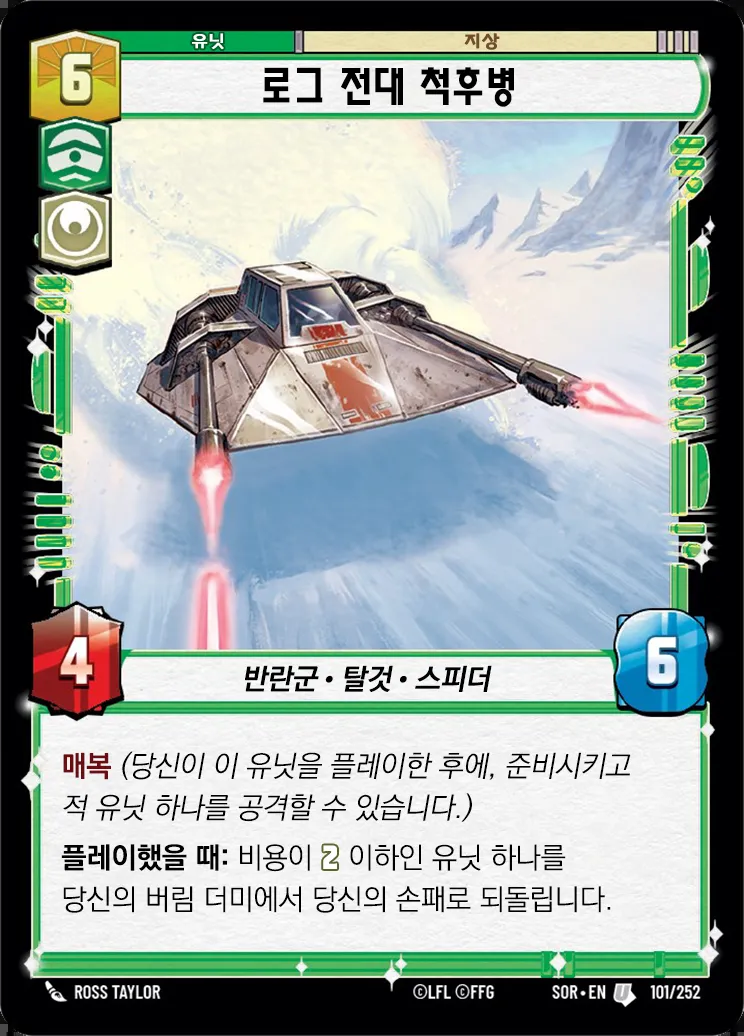 유닛
지상
6
로그 전대 척후병
4
반란군 • 탈것 • 스피더
6
매복 (당신이 이 유닛을 플레이한 후에, 준비시키고
적 유닛 하나를 공격할 수 있습니다.)
플레이했을 때: 비용이 2 이하인 유닛 하나를
당신의 버림 더미에서 당신의 손패로 되돌립니다.
ROSS TAYLOR ©LFL ©FFG SOR • EN U 101/252